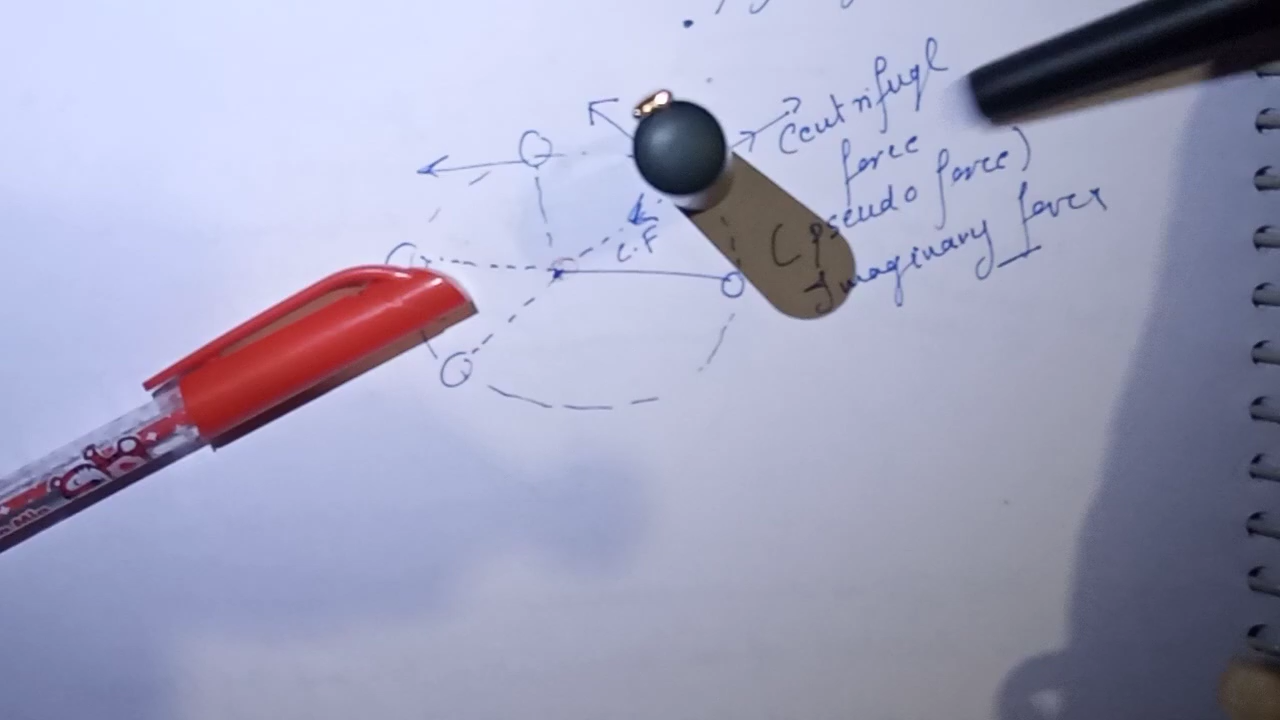 Centrifugl
force
(pseudo force)
Imaginary force
C.F